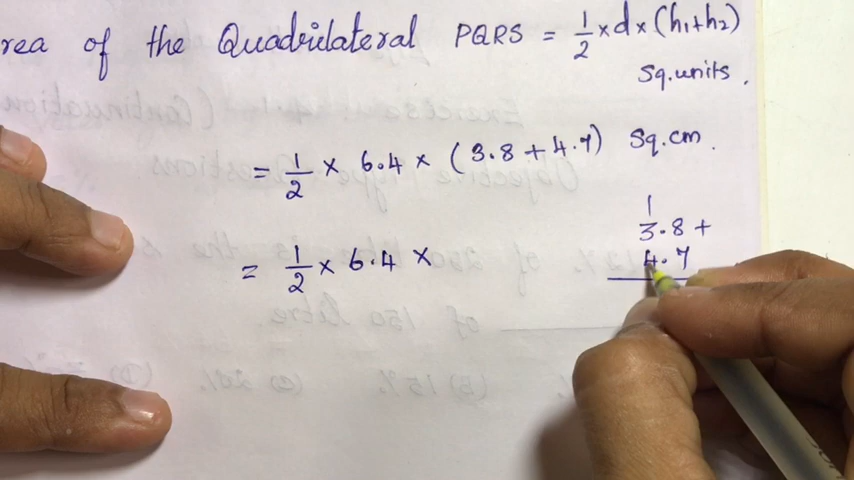 rea of the Quadrilateral PQRS = 1/2 × d × (h₁+h₂)
Sq.units.
= 1/2 × 6.4 × (3.8 + 4.7) Sq.cm.
1
3.8 +
4.7
= 1/2 × 6.4 ×